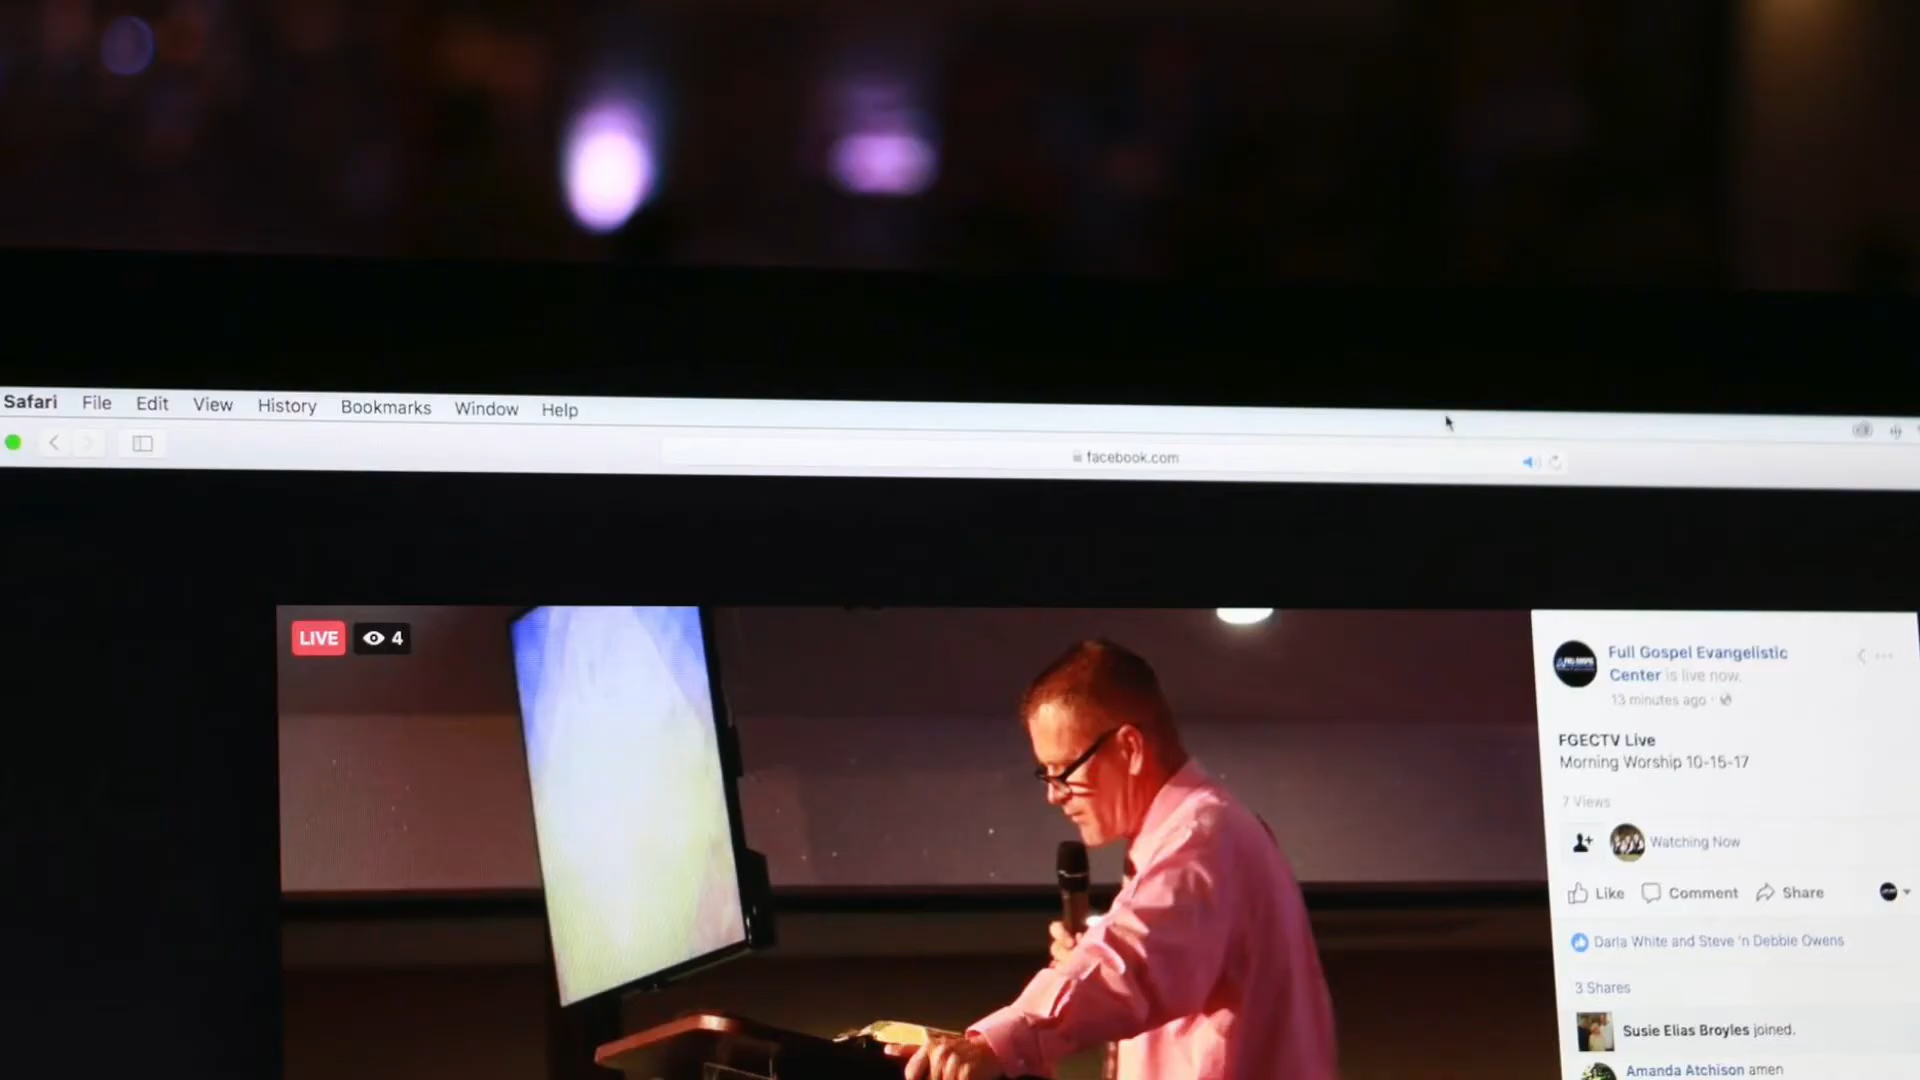 Safari File Edit View History Bookmarks Window Help
facebook.com
LIVE 4
Full Gospel Evangelistic
Center is live now.
13 minutes ago
FGECTV Live
Morning Worship 10-15-17
7 Views
Watching Now
Like Comment Share
Darla White and Steve 'n Debbie Owens
3 Shares
Susie Elias Broyles joined.
Amanda Atchison amen